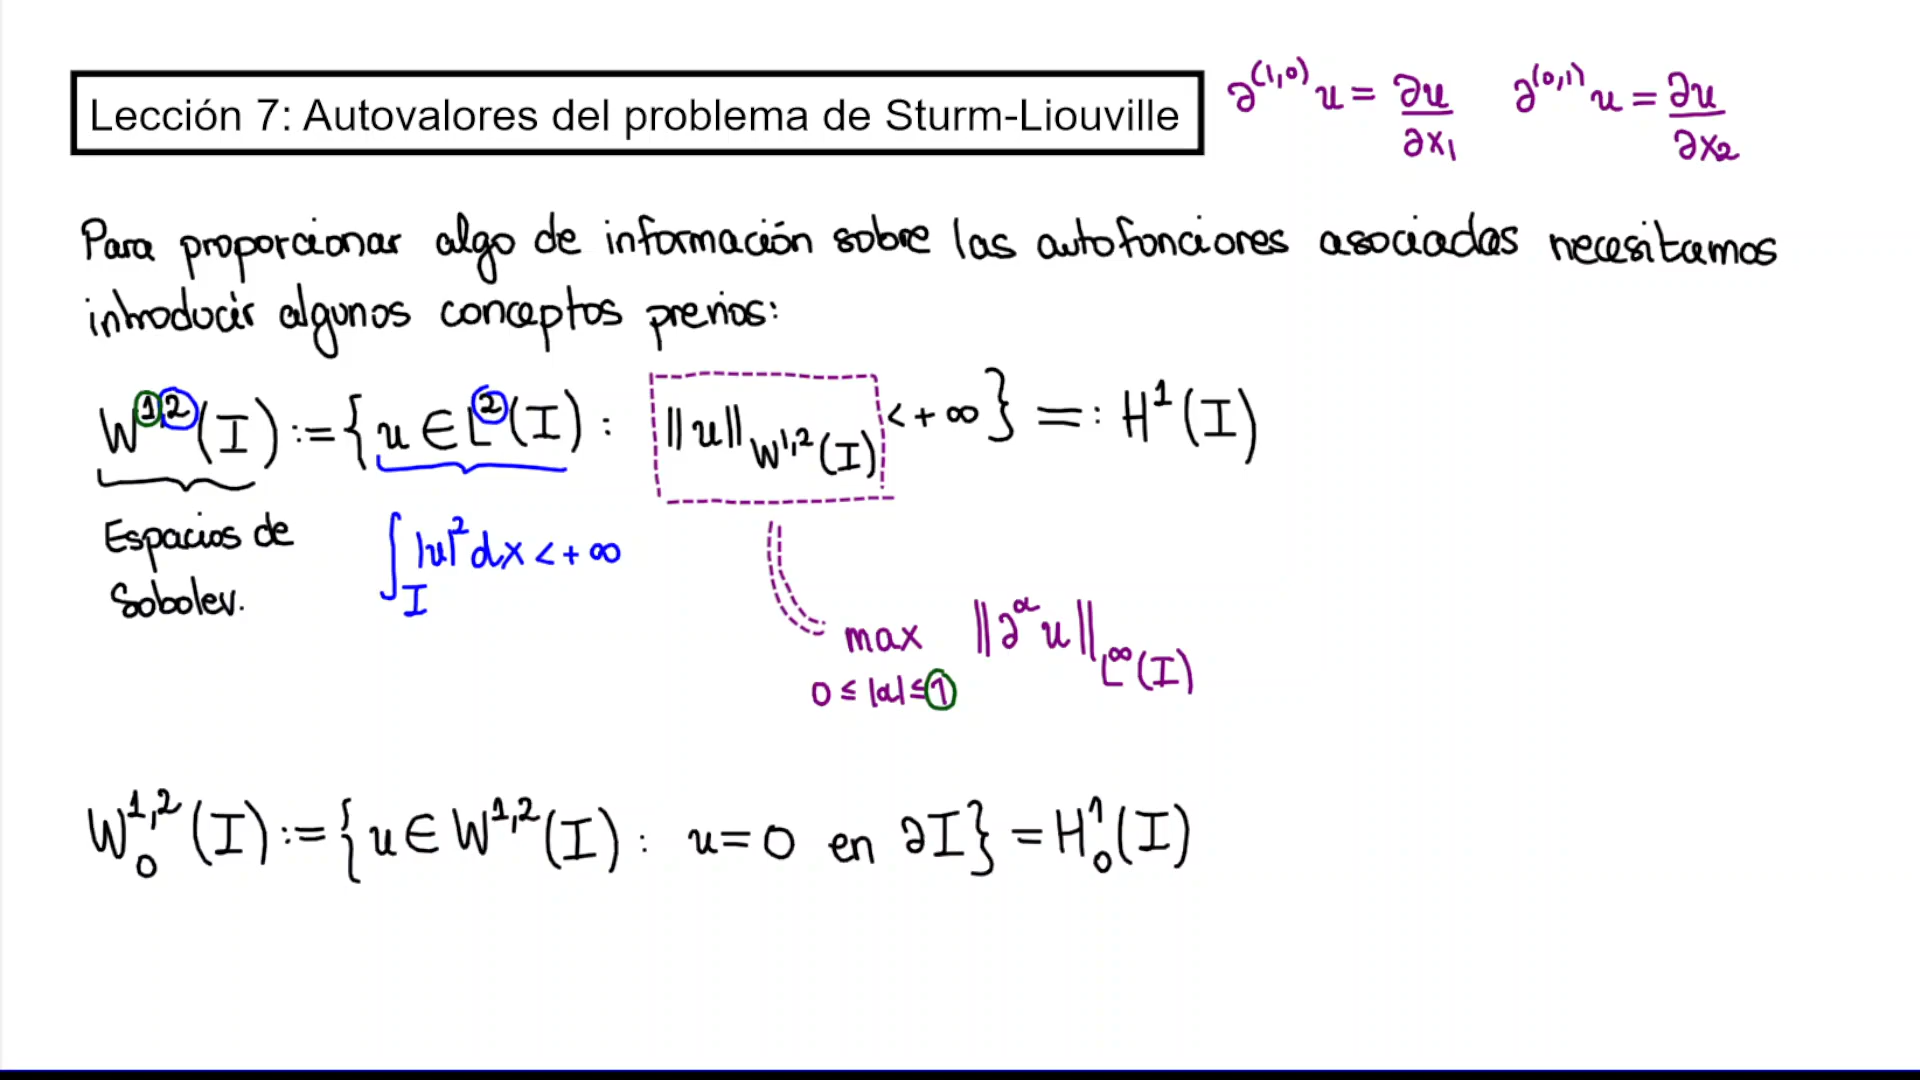 Lección 7: Autovalores del problema de Sturm-Liouville
∂^(1,0) u = ∂u/∂x₁    ∂^(0,1) u = ∂u/∂x₂
Para proporcionar algo de información sobre las autofunciones asociadas necesitamos
introducir algunos conceptos previos:
W^{1,2}(I) := {u ∈ L²(I) : ‖u‖_{W^{1,2}(I)} < +∞} =: H¹(I)
Espacios de
Sobolev.
∫_I |u|² dx < +∞
max_{0 ≤ |α| ≤ 1} ‖∂^α u‖_{L^∞(I)}
W₀^{1,2}(I) := {u ∈ W^{1,2}(I) : u = 0 en ∂I} = H₀¹(I)